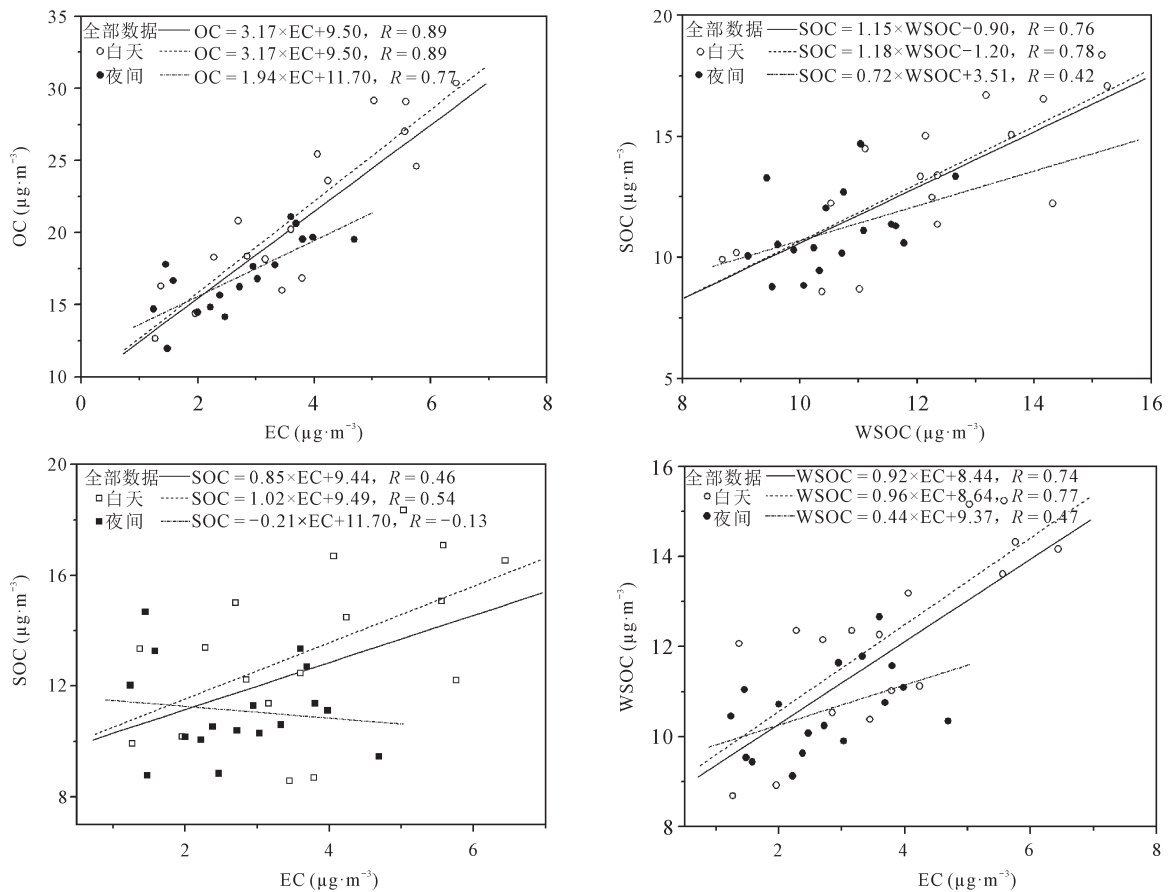 35
30
25
20
15
10
OC (μg·m⁻³)
全部数据 OC = 3.17×EC+9.50, R = 0.89
白天 OC = 3.17×EC+9.50, R = 0.89
夜间 OC = 1.94×EC+11.70, R = 0.77
0 2 4 6 8
EC (μg·m⁻³)
20
15
10
5
SOC (μg·m⁻³)
全部数据 SOC = 1.15×WSOC−0.90, R = 0.76
白天 SOC = 1.18×WSOC−1.20, R = 0.78
夜间 SOC = 0.72×WSOC+3.51, R = 0.42
8 10 12 14 16
WSOC (μg·m⁻³)
20
16
12
8
SOC (μg·m⁻³)
全部数据 SOC = 0.85×EC+9.44, R = 0.46
白天 SOC = 1.02×EC+9.49, R = 0.54
夜间 SOC = −0.21×EC+11.70, R = −0.13
2 4 6
EC (μg·m⁻³)
16
14
12
10
8
WSOC (μg·m⁻³)
全部数据 WSOC = 0.92×EC+8.44, R = 0.74
白天 WSOC = 0.96×EC+8.64, R = 0.77
夜间 WSOC = 0.44×EC+9.37, R = 0.47
0 2 4 6 8
EC (μg·m⁻³)